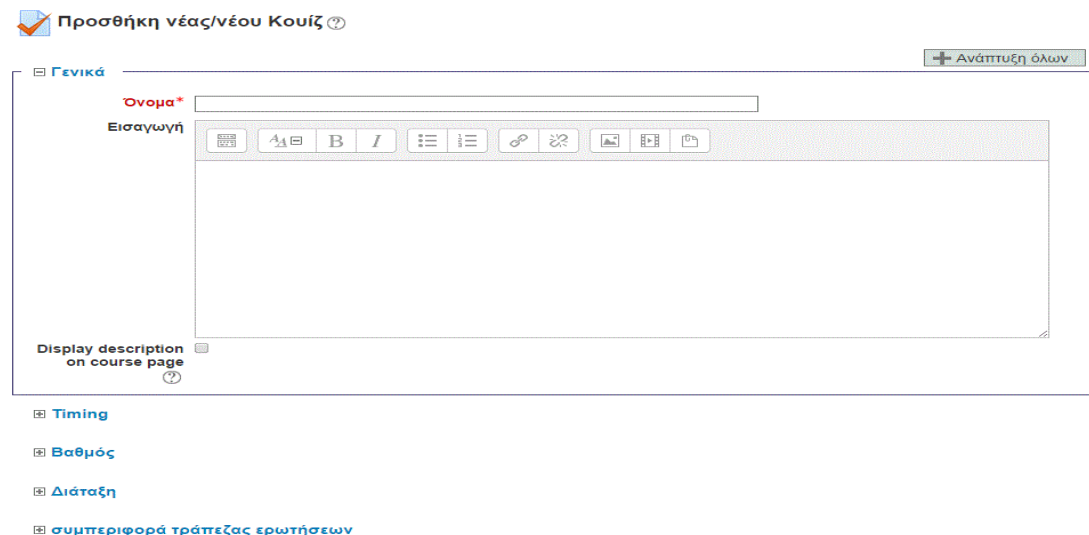 Προσθήκη νέας/νέου Κουίζ
Ανάπτυξη όλων
Γενικά
Όνομα*
Εισαγωγή
Display description
on course page
Timing
Βαθμός
Διάταξη
συμπεριφορά τράπεζας ερωτήσεων